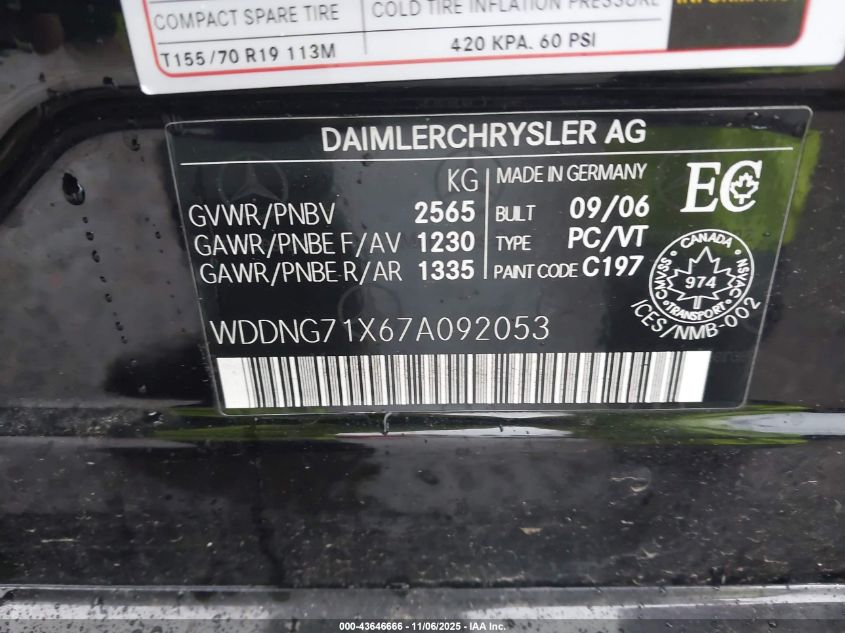 COMPACT SPARE TIRE
COLD TIRE INFLATION PRESSURE
T155/70 R19 113M
420 KPA. 60 PSI
DAIMLERCHRYSLER AG
KG
MADE IN GERMANY
GVWR/PNBV 2565
BUILT 09/06
GAWR/PNBE F/AV 1230
TYPE PC/VT
GAWR/PNBE R/AR 1335
PAINT CODE C197
EC
CANADA
CMVSS
974
NSVAC
TRANSPORT
ICES/NMB-002
WDDNG71X67A092053
000-43646666 - 11/06/2025 - IAA Inc.